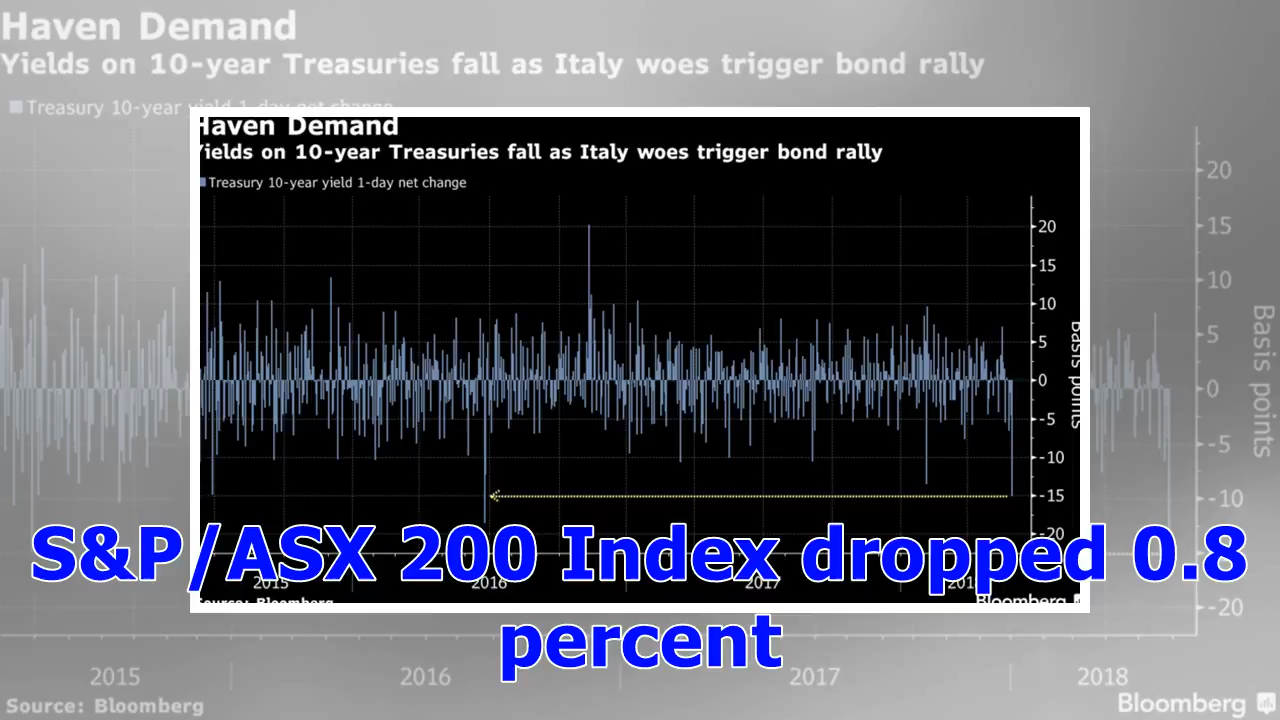 Haven Demand
Yields on 10-year Treasuries fall as Italy woes trigger bond rally
Treasury 10-year yield 1-day net change
Haven Demand
Yields on 10-year Treasuries fall as Italy woes trigger bond rally
Treasury 10-year yield 1-day net change
20
15
10
5
0
-5
-10
-15
-20
Basis points
2015
2016
2017
Source: Bloomberg
Bloomberg
20
15
10
5
0
-5
-10
-20
Basis points
S&P/ASX 200 Index dropped 0.8
percent
2015
2016
2017
2018
Source: Bloomberg
Bloomberg